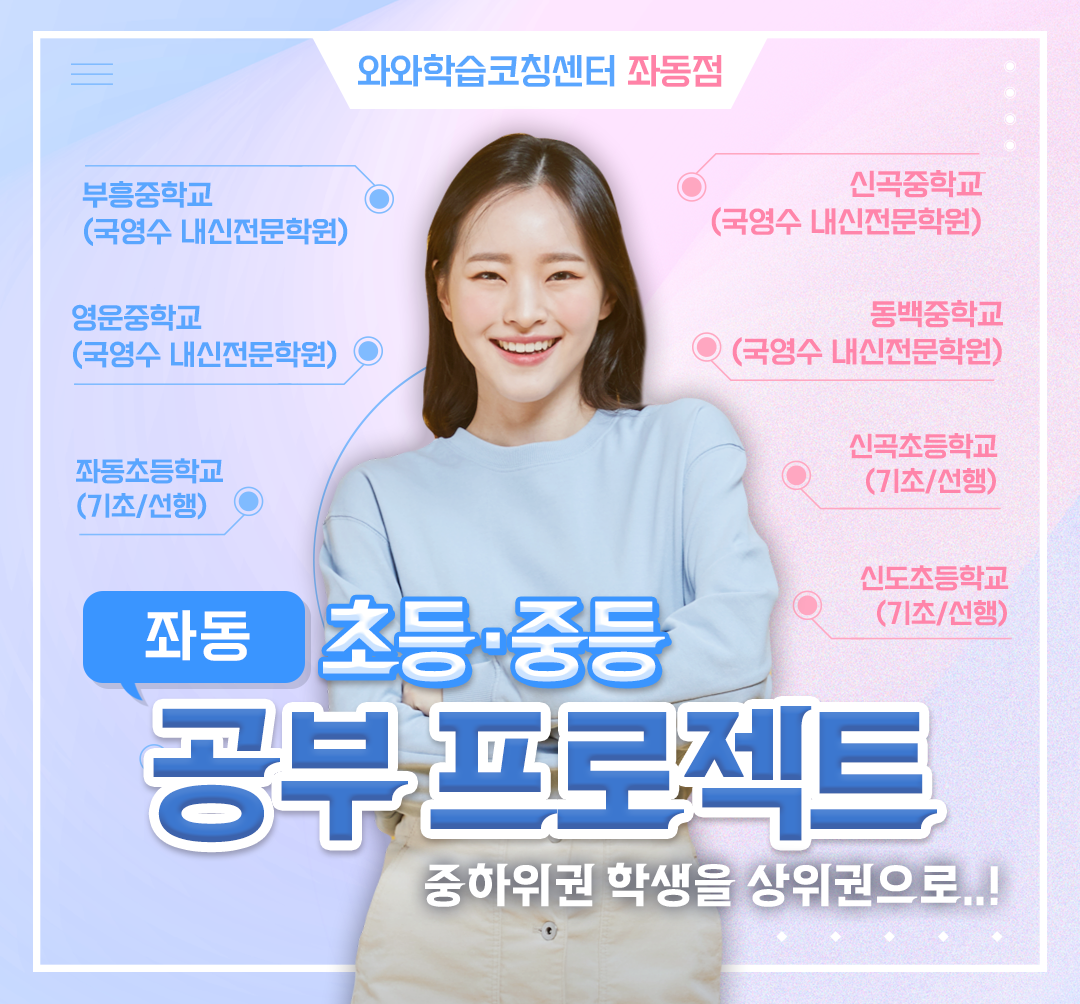 와와학습코칭센터 좌동점
부흥중학교
(국영수 내신전문학원)
영운중학교
(국영수 내신전문학원)
좌동초등학교
(기초/선행)
신곡중학교
(국영수 내신전문학원)
동백중학교
(국영수 내신전문학원)
신곡초등학교
(기초/선행)
신도초등학교
(기초/선행)
좌동 초등·중등
공부 프로젝트
중하위권 학생을 상위권으로..!